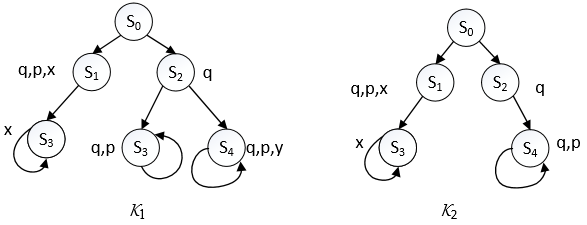 S0 S0
q,p,x S1 S2 q q,p,x S1 S2 q
x S3 q,p S3 S4 q,p,y x S3 S4 q,p
K1 K2